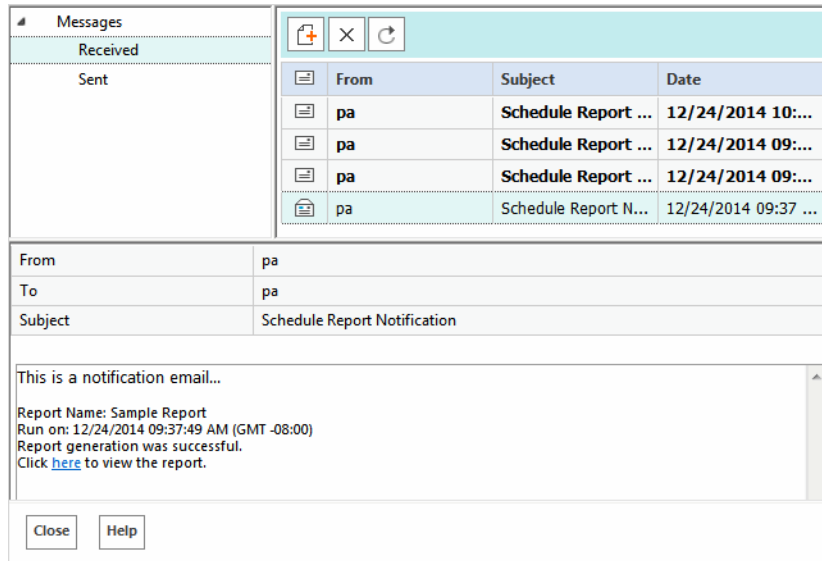 Messages
Received
Sent
From Subject Date
pa Schedule Report ... 12/24/2014 10:...
pa Schedule Report ... 12/24/2014 09:...
pa Schedule Report ... 12/24/2014 09:...
pa Schedule Report N... 12/24/2014 09:37 ...
From pa
To pa
Subject Schedule Report Notification
This is a notification email...
Report Name: Sample Report
Run on: 12/24/2014 09:37:49 AM (GMT -08:00)
Report generation was successful.
Click here to view the report.
Close Help